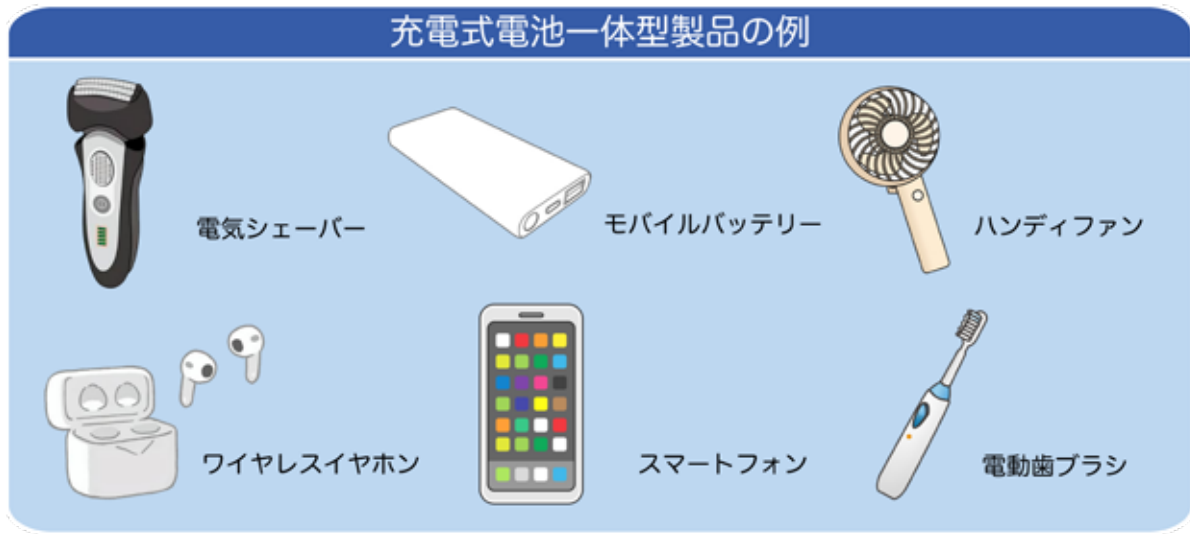 充電式電池一体型製品の例
電気シェーバー
モバイルバッテリー
ハンディファン
ワイヤレスイヤホン
スマートフォン
電動歯ブラシ